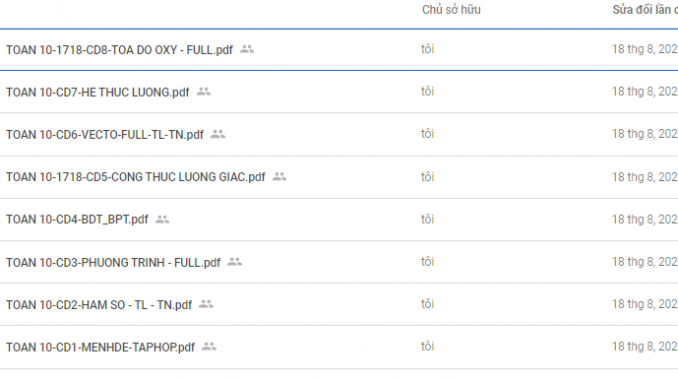 Chủ sở hữu Sửa đổi lần
TOAN 10-1718-CD8-TOA DO OXY - FULL.pdf tôi 18 thg 8, 202
TOAN 10-CD7-HE THUC LUONG.pdf tôi 18 thg 8, 202
TOAN 10-CD6-VECTO-FULL-TL-TN.pdf tôi 18 thg 8, 202
TOAN 10-1718-CD5-CONG THUC LUONG GIAC.pdf tôi 18 thg 8, 202
TOAN 10-CD4-BDT_BPT.pdf tôi 18 thg 8, 202
TOAN 10-CD3-PHUONG TRINH - FULL.pdf tôi 18 thg 8, 202
TOAN 10-CD2-HAM SO - TL - TN.pdf tôi 18 thg 8, 202
TOAN 10-CD1-MENHDE-TAPHOP.pdf tôi 18 thg 8, 202